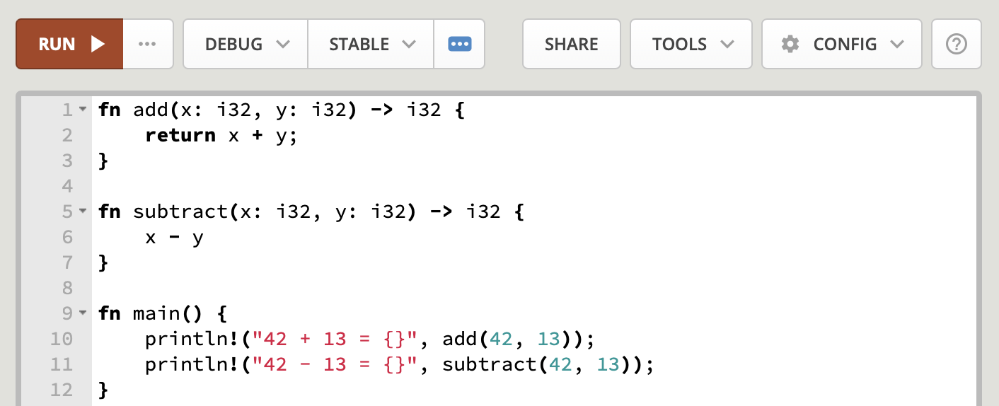 RUN ▶ ··· DEBUG STABLE ··· SHARE TOOLS CONFIG ?
1 fn add(x: i32, y: i32) -> i32 {
2     return x + y;
3 }
4
5 fn subtract(x: i32, y: i32) -> i32 {
6     x - y
7 }
8
9 fn main() {
10     println!("42 + 13 = {}", add(42, 13));
11     println!("42 - 13 = {}", subtract(42, 13));
12 }